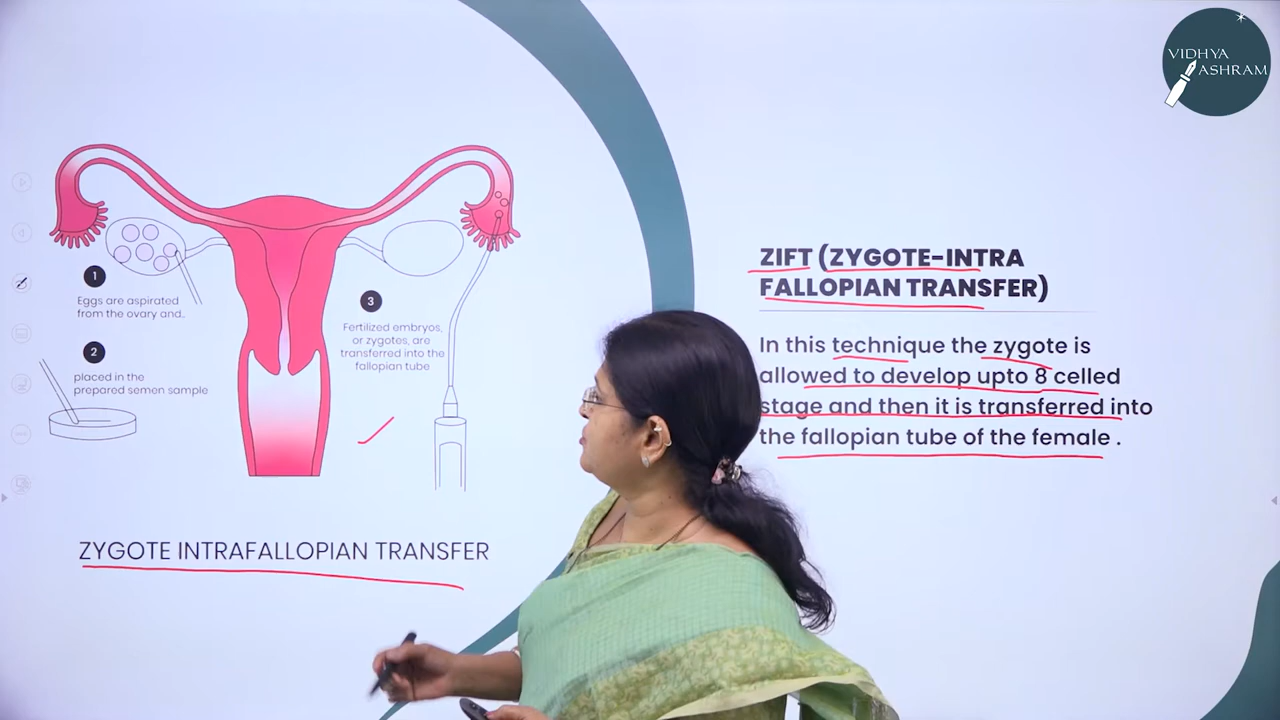 VIDHYA
ASHRAM
1
Eggs are aspirated
from the ovary and..
2
placed in the
prepared semen sample
3
Fertilized embryos,
or zygotes, are
transferred into the
fallopian tube
ZYGOTE INTRAFALLOPIAN TRANSFER
ZIFT (ZYGOTE-INTRA
FALLOPIAN TRANSFER)
In this technique the zygote is
allowed to develop upto 8 celled
stage and then it is transferred into
the fallopian tube of the female .